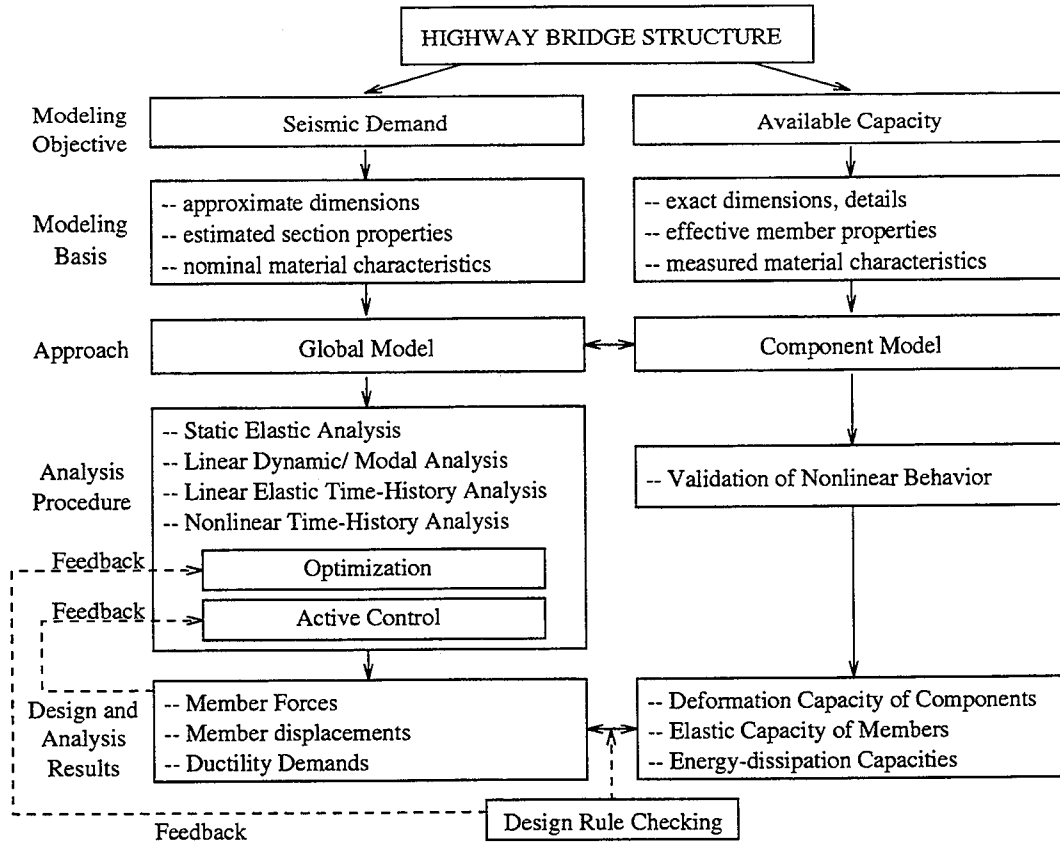 HIGHWAY BRIDGE STRUCTURE
Modeling
Objective
Seismic Demand
Available Capacity
Modeling
Basis
-- approximate dimensions
-- estimated section properties
-- nominal material characteristics
-- exact dimensions, details
-- effective member properties
-- measured material characteristics
Approach
Global Model
Component Model
Analysis
Procedure
-- Static Elastic Analysis
-- Linear Dynamic/ Modal Analysis
-- Linear Elastic Time-History Analysis
-- Nonlinear Time-History Analysis
-- Validation of Nonlinear Behavior
Feedback
Optimization
Feedback
Active Control
Design and
Analysis
Results
-- Member Forces
-- Member displacements
-- Ductility Demands
-- Deformation Capacity of Components
-- Elastic Capacity of Members
-- Energy-dissipation Capacities
Feedback
Design Rule Checking